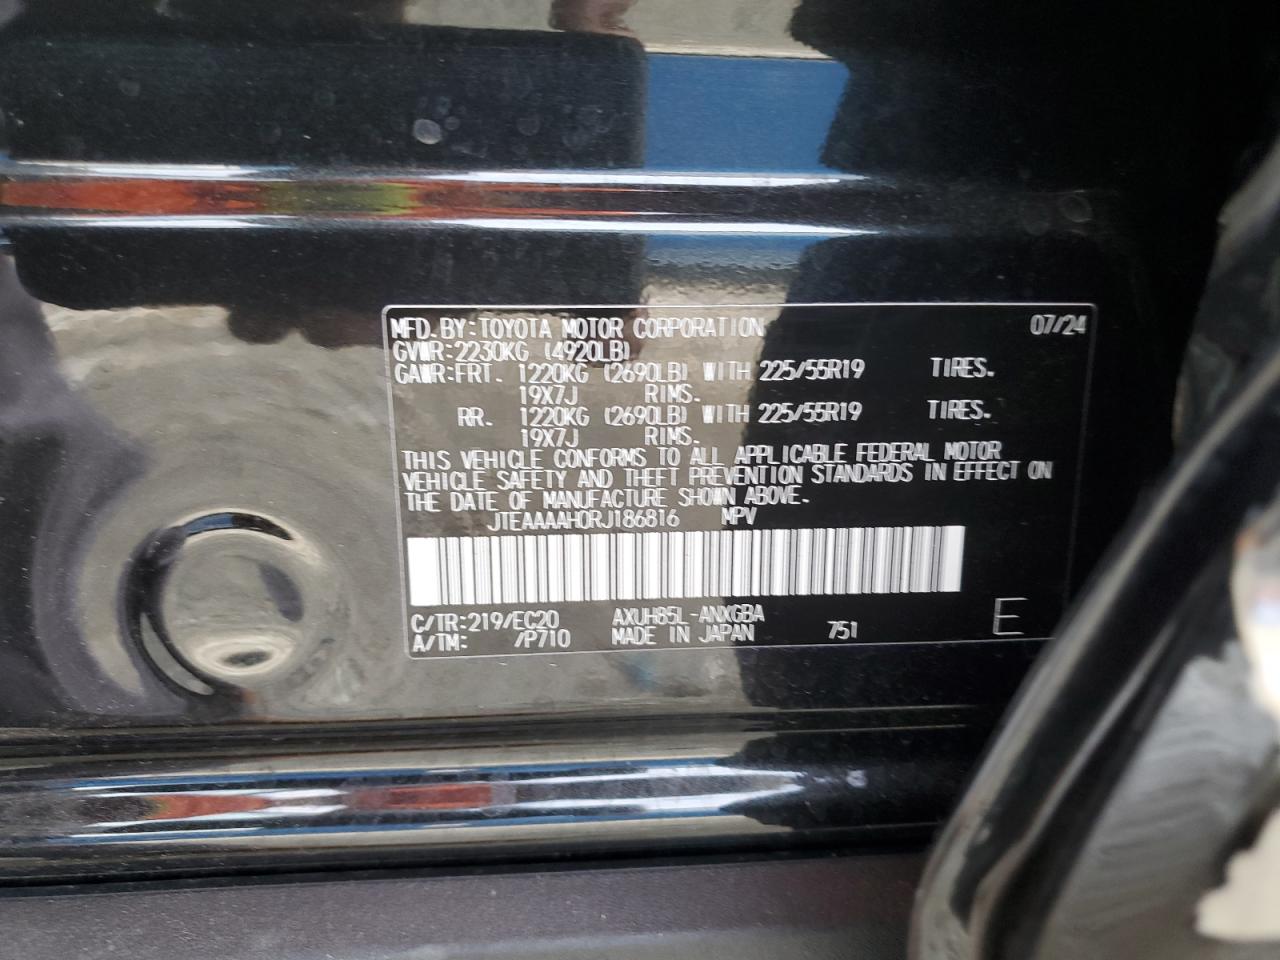 MFD. BY: TOYOTA MOTOR CORPORATION 07/24
GVWR: 2230KG (4920LB)
GAWR: FRT. 1220KG (2690LB) WITH 225/55R19 TIRES.
19X7J RIMS.
RR. 1220KG (2690LB) WITH 225/55R19 TIRES.
19X7J RIMS.
THIS VEHICLE CONFORMS TO ALL APPLICABLE FEDERAL MOTOR
VEHICLE SAFETY AND THEFT PREVENTION STANDARDS IN EFFECT ON
THE DATE OF MANUFACTURE SHOWN ABOVE.
JTEAAAAH0RJ186816 MPV
C/TR: 219/EC20 AXUH85L-ANXGBA
A/TM: /P710 MADE IN JAPAN 751 E